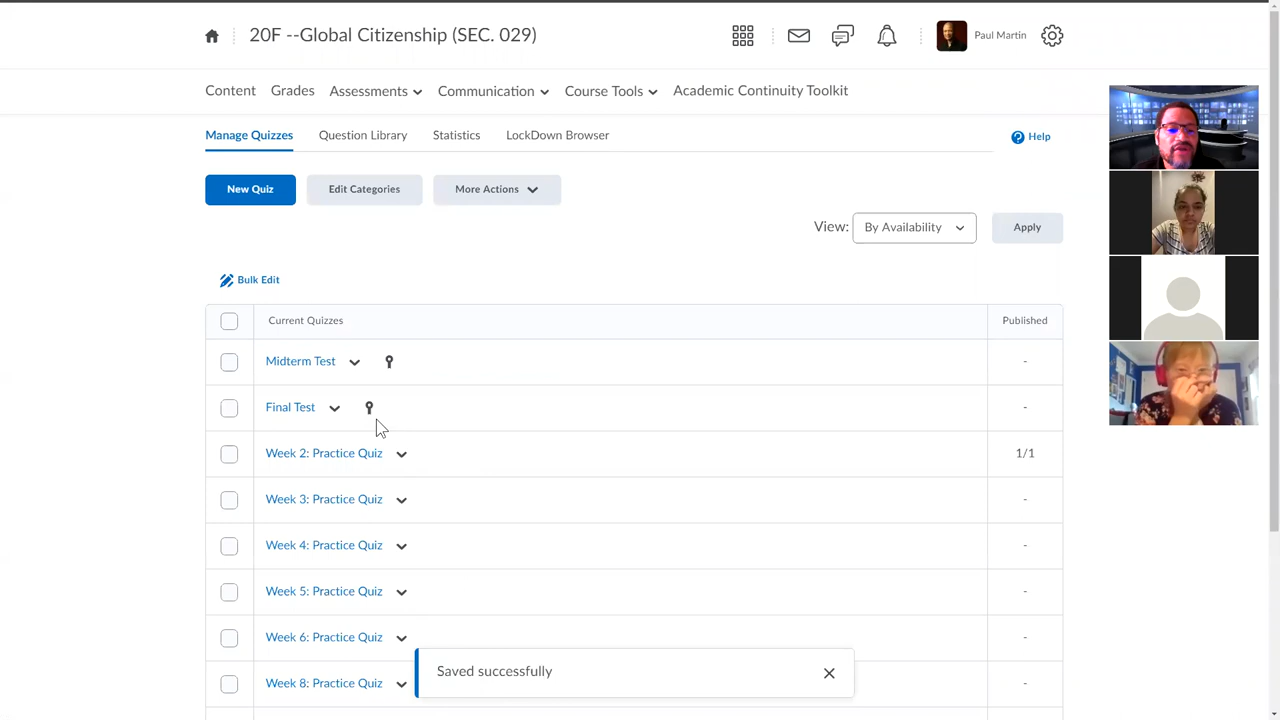 20F --Global Citizenship (SEC. 029)
Paul Martin
Content Grades Assessments Communication Course Tools Academic Continuity Toolkit
Manage Quizzes Question Library Statistics LockDown Browser
Help
New Quiz Edit Categories More Actions
View: By Availability Apply
Bulk Edit
Current Quizzes Published
Midterm Test -
Final Test -
Week 2: Practice Quiz 1/1
Week 3: Practice Quiz -
Week 4: Practice Quiz -
Week 5: Practice Quiz -
Week 6: Practice Quiz -
Saved successfully
Week 8: Practice Quiz -